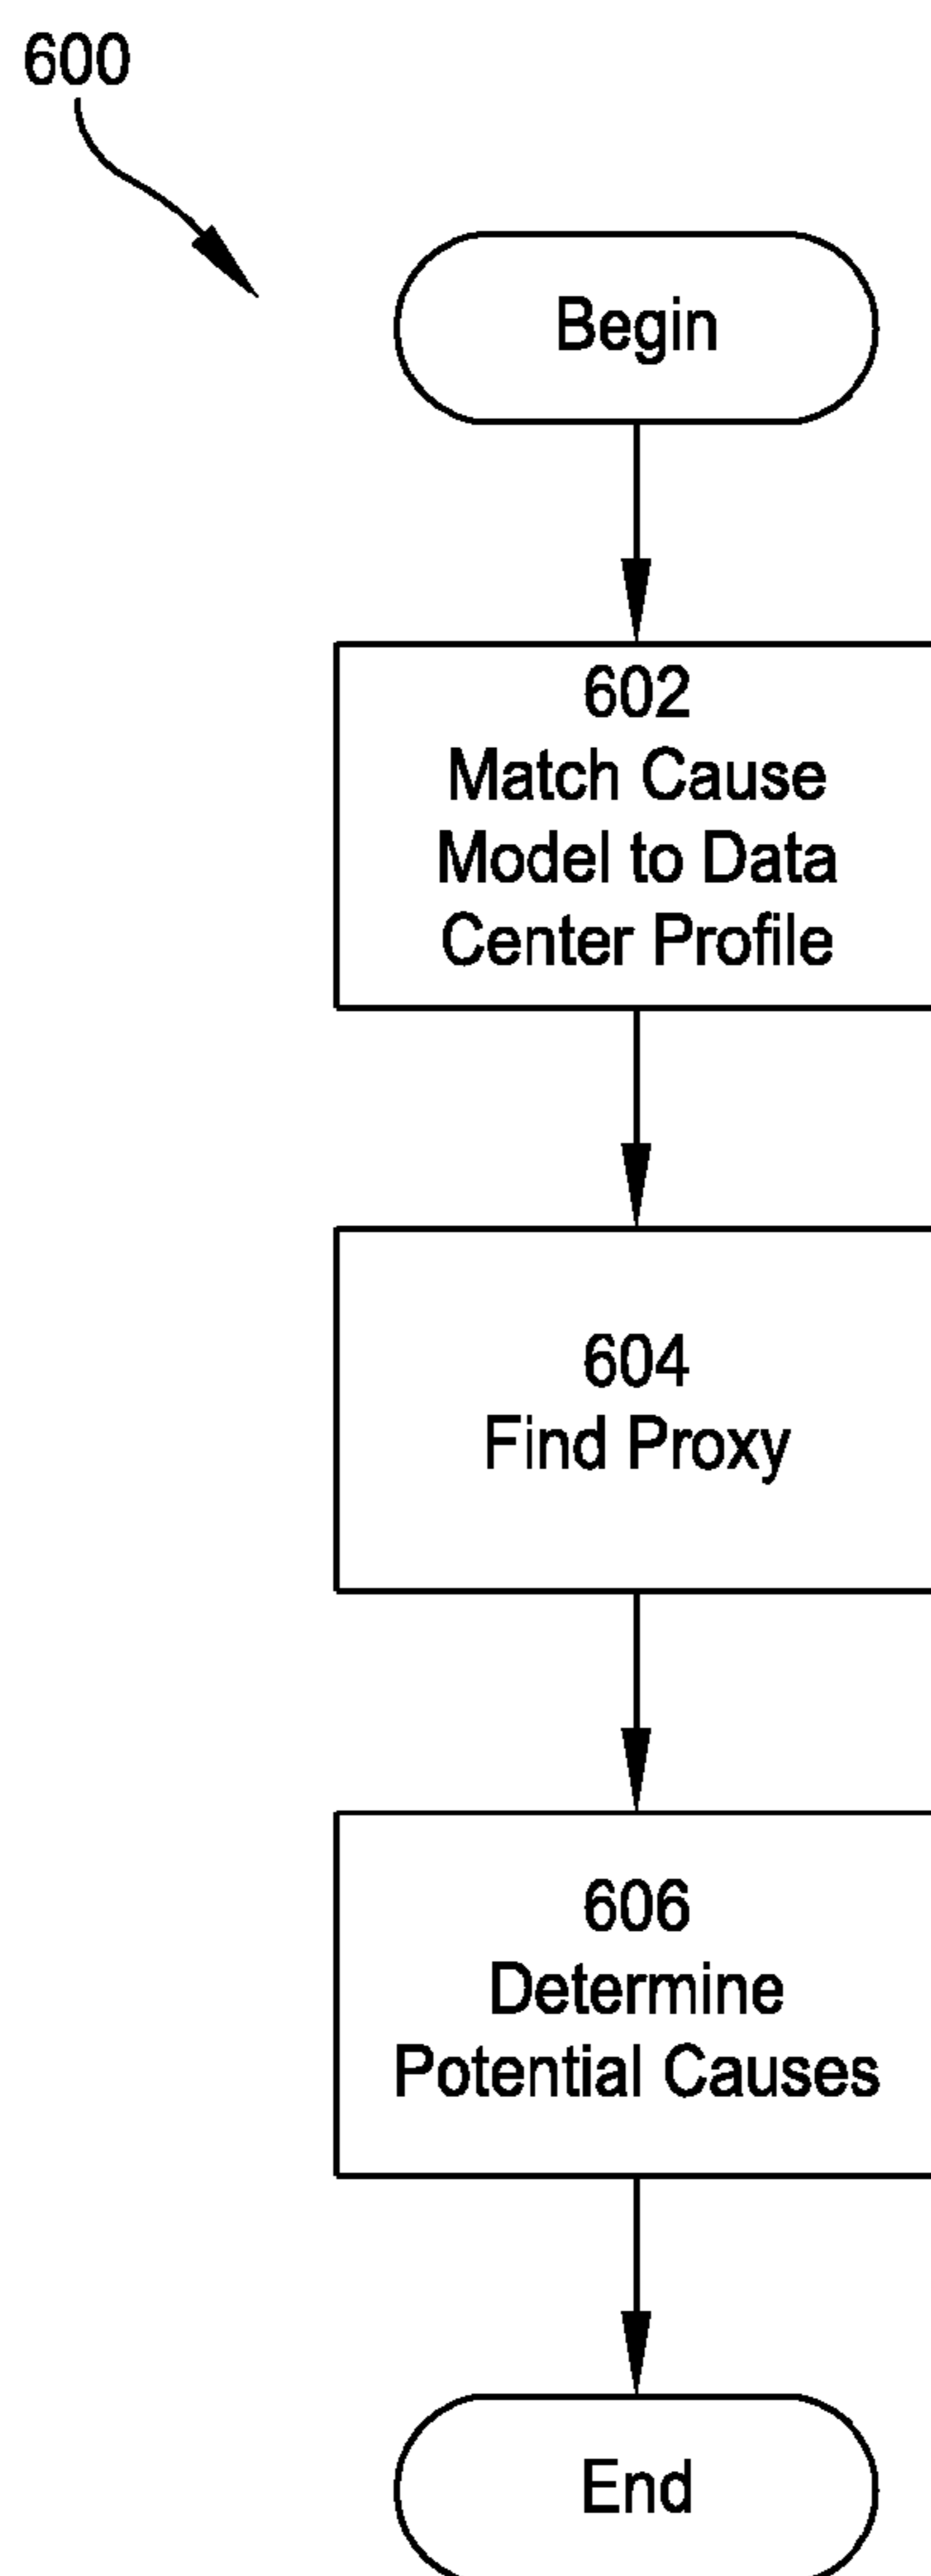 600
Begin
602
Match Cause
Model to Data
Center Profile
604
Find Proxy
606
Determine
Potential Causes
End